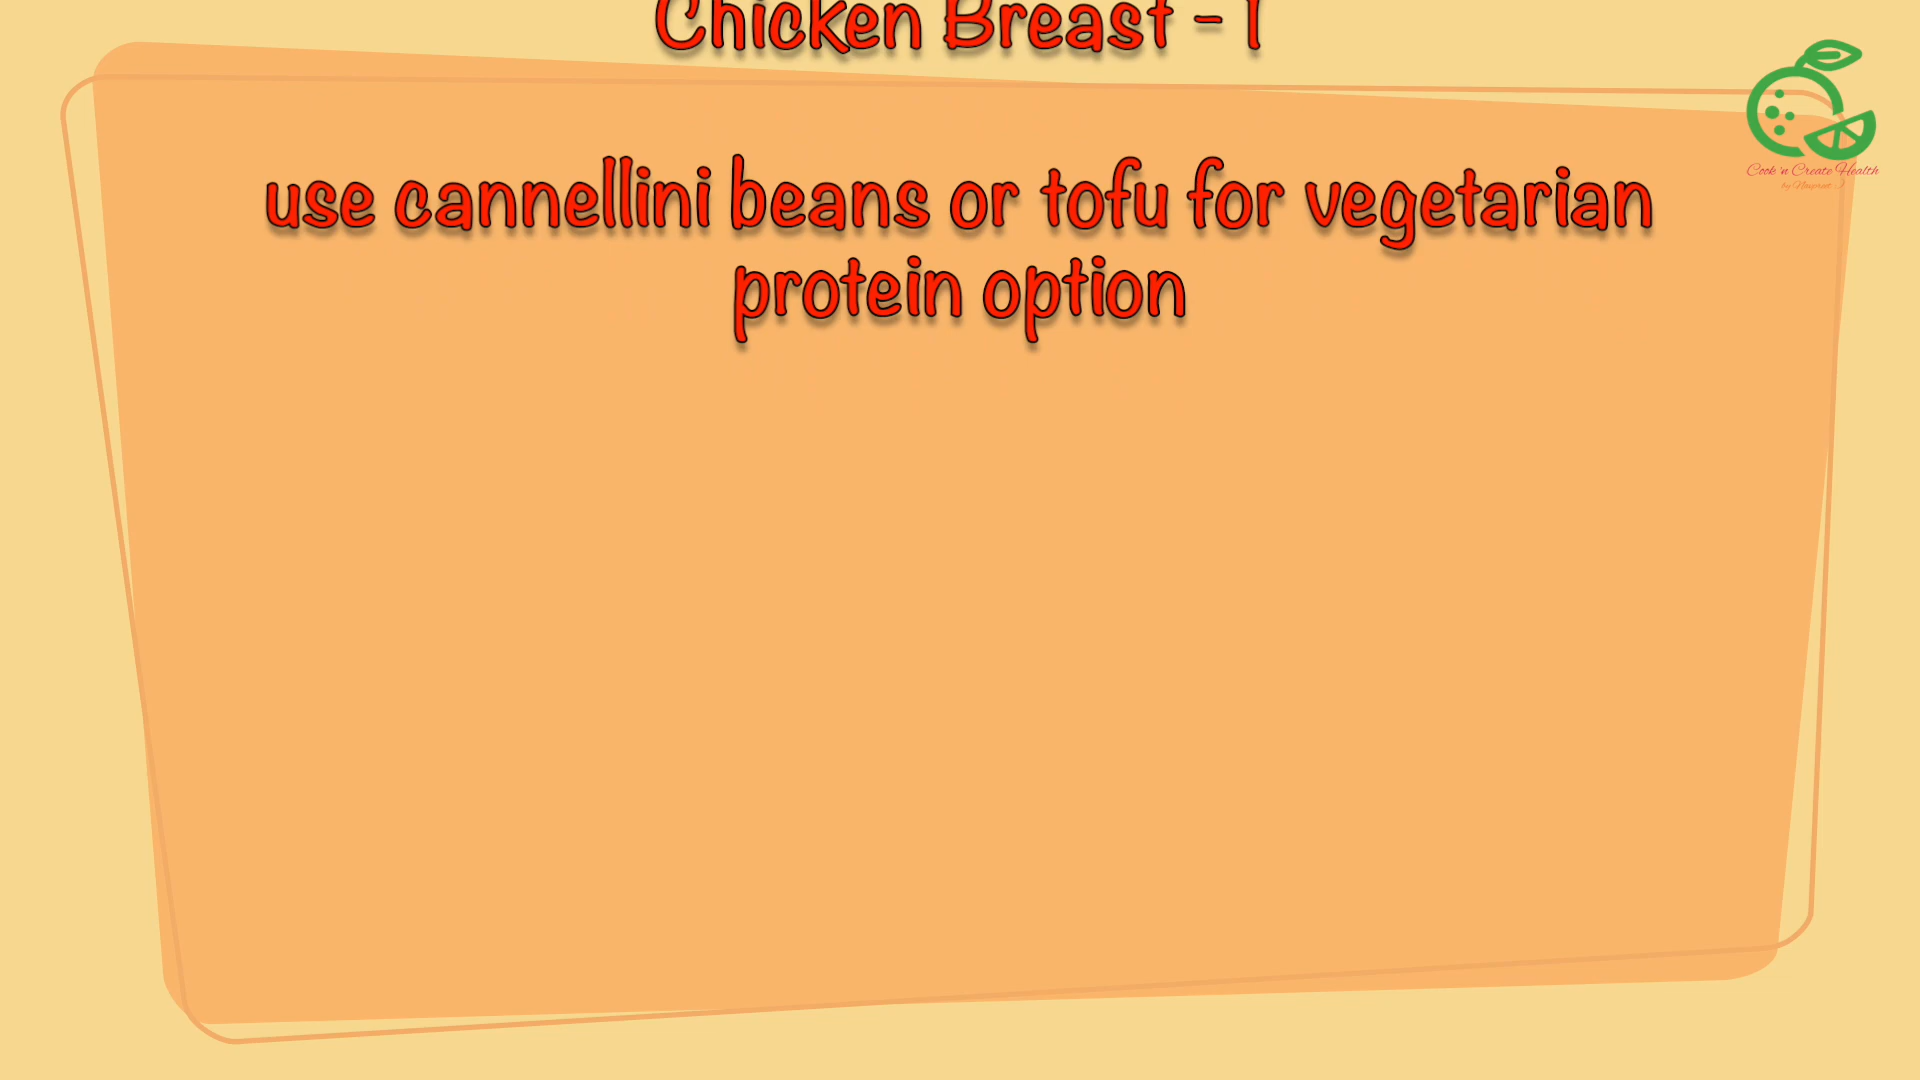 Chicken Breast - 1
use cannellini beans or tofu for vegetarian
protein option
Cook 'n Create Health